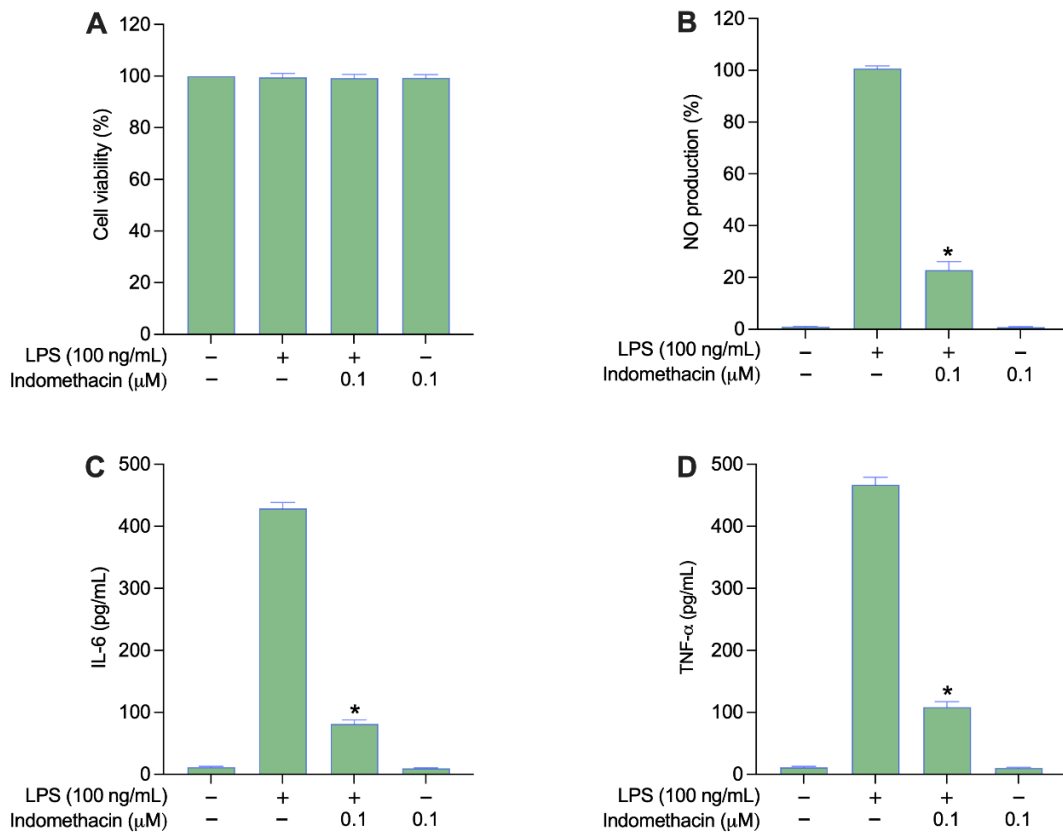 A
Cell viability (%)
120
100
80
60
40
20
0
LPS (100 ng/mL) – + + –
Indomethacin (μM) – – 0.1 0.1
B
NO production (%)
120
100
80
60
40
20
0
*
LPS (100 ng/mL) – + + –
Indomethacin (μM) – – 0.1 0.1
C
IL-6 (pg/mL)
500
400
300
200
100
0
*
LPS (100 ng/mL) – + + –
Indomethacin (μM) – – 0.1 0.1
D
TNF-α (pg/mL)
500
400
300
200
100
0
*
LPS (100 ng/mL) – + + –
Indomethacin (μM) – – 0.1 0.1